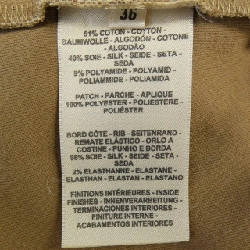 36
51% COTON - COTTON -
BAUMWOLLE - ALGODÓN - COTONE -
ALGODÃO
40% SOIE - SILK - SEIDE - SETA -
SEDA
9% POLYAMIDE - POLYAMID -
POLIAMMIDE - POLIAMIDA
PATCH - PARCHE - APLIQUE
100% POLYESTER - POLIESTERE -
POLIÉSTER
BORD CÔTE - RIB - SEITENRAND -
REMATE ELÁSTICO - ORLO A
COSTINE - PUNHO E BORDA
98% SOIE - SILK - SEIDE - SETA -
SEDA
2% ELASTHANNE - ELASTANE -
ELASTHAN - ELASTAN - ELASTANO
FINITIONS INTÉRIEURES - INSIDE
FINISHES - INNENVERARBEITUNG -
TERMINACIONES INTERIORES -
FINITURE INTERNE -
ACABAMENTOS INTERIORES